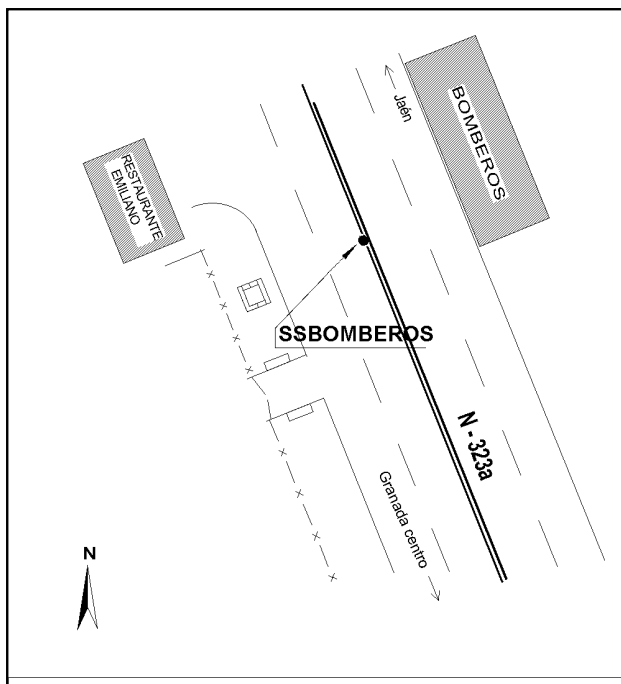 BOMBEROS
Jaén
RESTAURANTE
EMILIANO
SSBOMBEROS
N - 323a
Granada centro
N